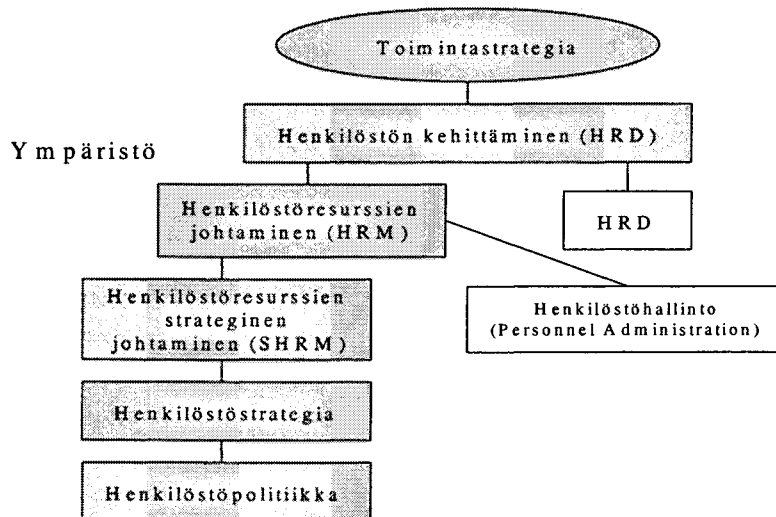 Toimintastrategia
Henkilöstön kehittäminen (HRD)
Ympäristö
Henkilöstöresurssien
johtaminen (HRM)
HRD
Henkilöstöresurssien
strateginen
johtaminen (SHRM)
Henkilöstöhallinto
(Personnel Administration)
Henkilöstöstrategia
Henkilöstöpolitiikka